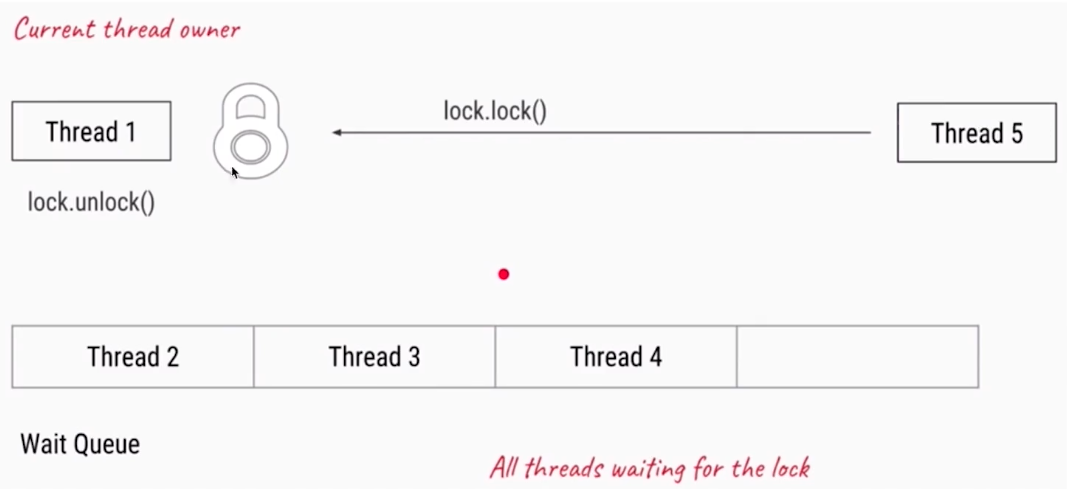 Current thread owner
Thread 1
lock.lock()
Thread 5
lock.unlock()
Thread 2
Thread 3
Thread 4
Wait Queue
All threads waiting for the lock